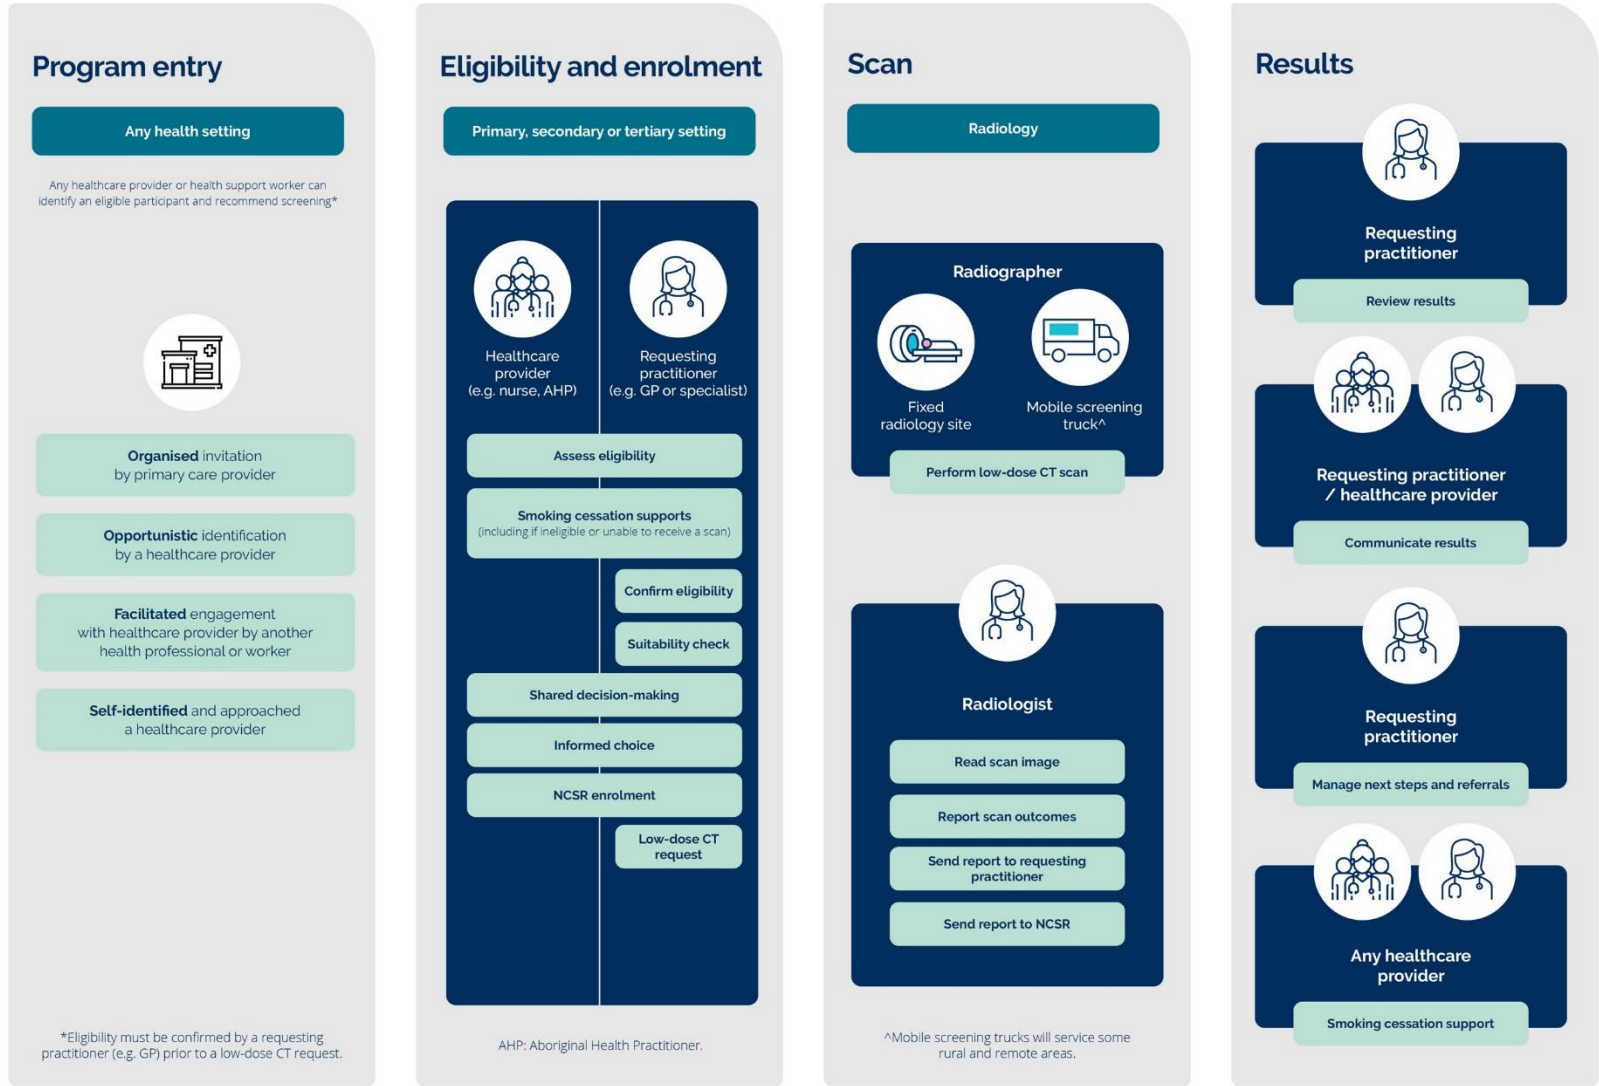 Program entry
Any health setting
Any healthcare provider or health support worker can
identify an eligible participant and recommend screening*
Organised invitation
by primary care provider
Opportunistic identification
by a healthcare provider
Facilitated engagement
with healthcare provider by another
health professional or worker
Self-identified and approached
a healthcare provider
*Eligibility must be confirmed by a requesting
practitioner (e.g. GP) prior to a low-dose CT request.
Eligibility and enrolment
Primary, secondary or tertiary setting
Healthcare
provider
(e.g. nurse, AHP)
Requesting
practitioner
(e.g. GP or specialist)
Assess eligibility
Smoking cessation supports
(including if ineligible or unable to receive a scan)
Confirm eligibility
Suitability check
Shared decision-making
Informed choice
NCSR enrolment
Low-dose CT
request
AHP: Aboriginal Health Practitioner.
Scan
Radiology
Radiographer
Fixed
radiology site
Mobile screening
truck^
Perform low-dose CT scan
Radiologist
Read scan image
Report scan outcomes
Send report to requesting
practitioner
Send report to NCSR
^Mobile screening trucks will service some
rural and remote areas.
Results
Requesting
practitioner
Review results
Requesting practitioner
/ healthcare provider
Communicate results
Requesting
practitioner
Manage next steps and referrals
Any healthcare
provider
Smoking cessation support